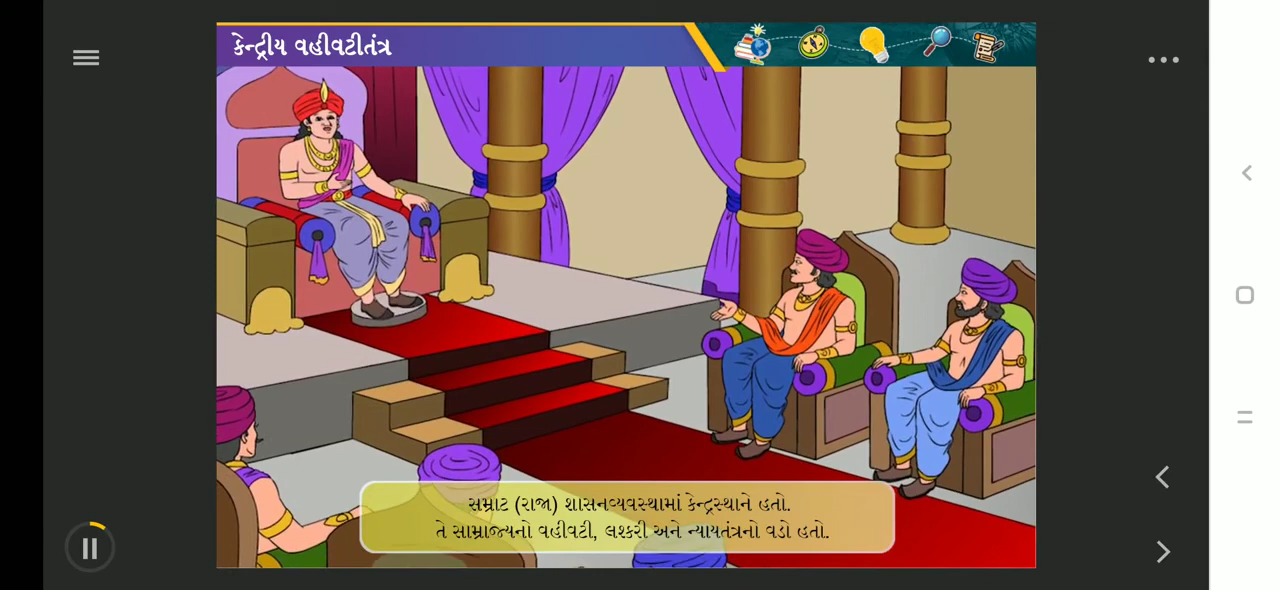 કેન્દ્રીય વહીવટીતંત્ર
સમ્રાટ (રાજા) શાસનવ્યવસ્થામાં કેન્દ્રસ્થાને હતો.
તે સામ્રાજ્યનો વહીવટી, લશ્કરી અને ન્યાયતંત્રનો વડો હતો.